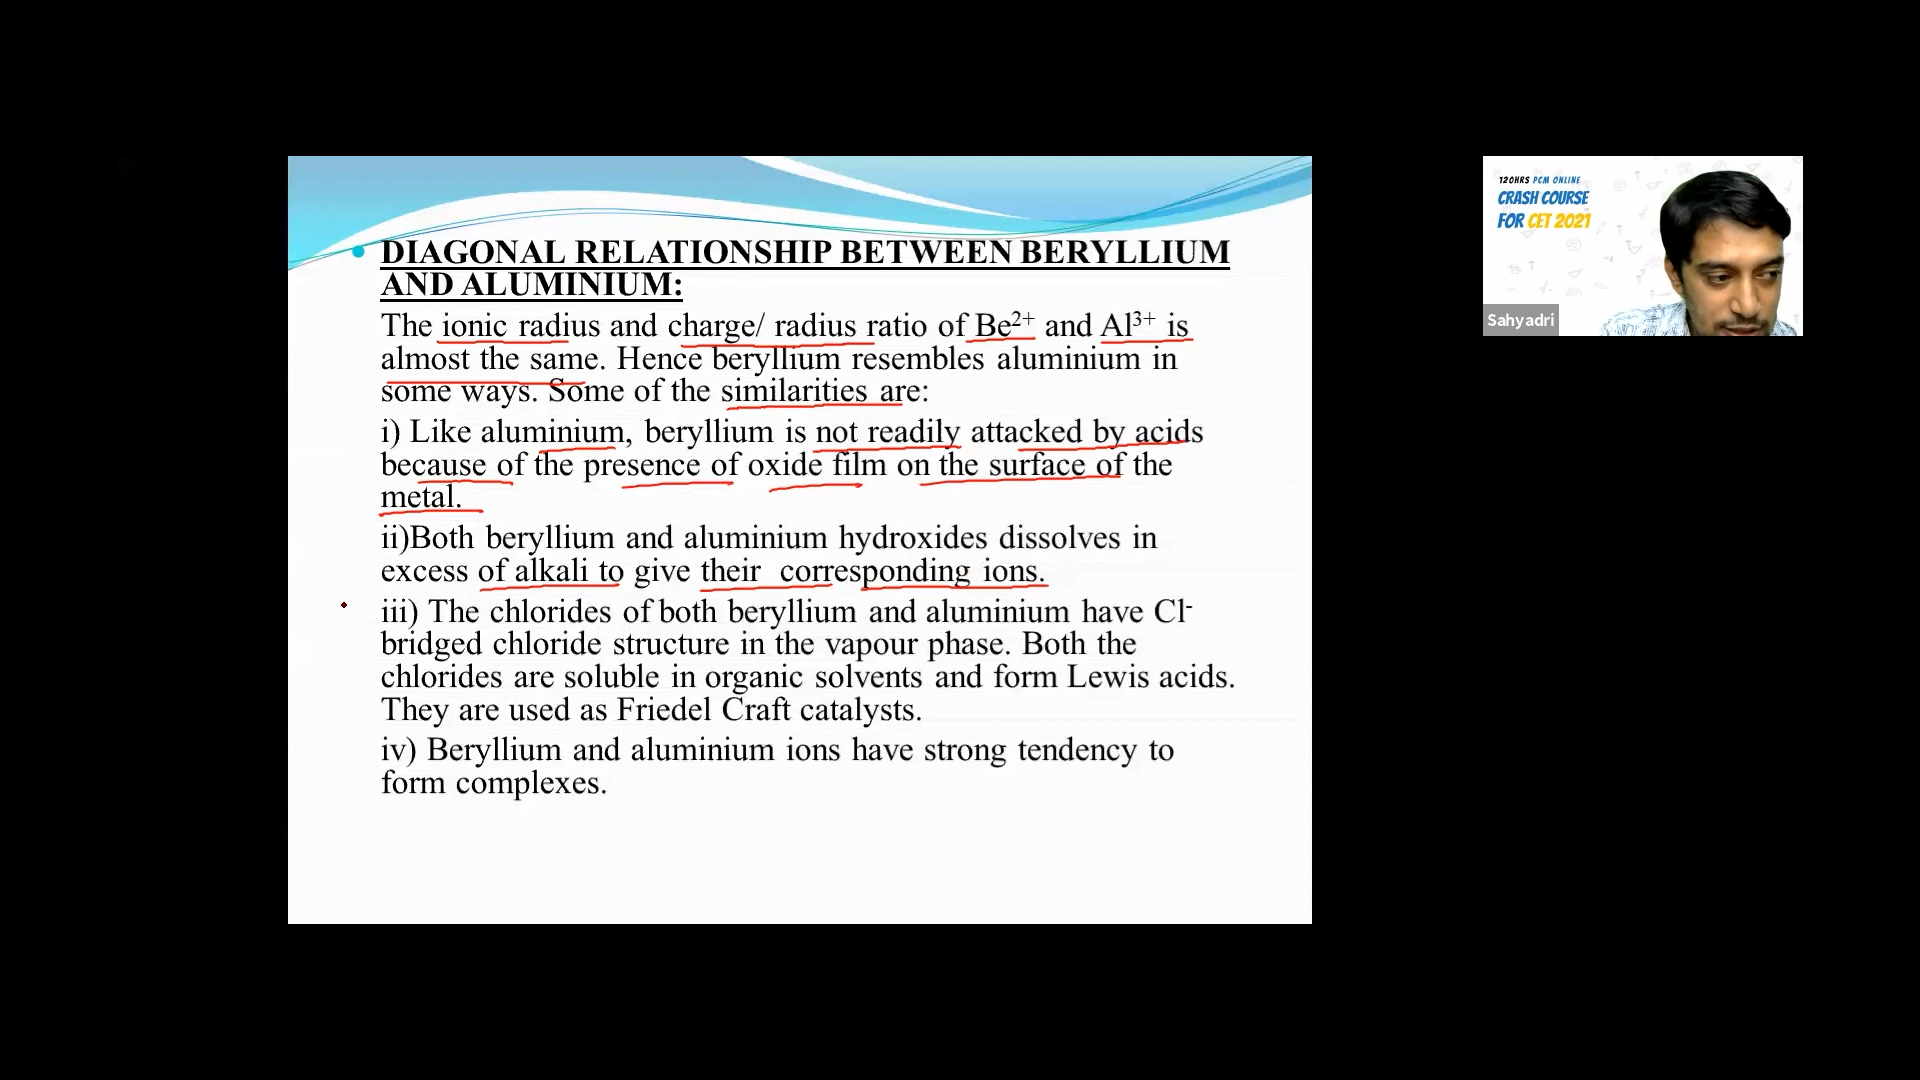 DIAGONAL RELATIONSHIP BETWEEN BERYLLIUM
AND ALUMINIUM:
The ionic radius and charge/ radius ratio of Be²⁺ and Al³⁺ is
almost the same. Hence beryllium resembles aluminium in
some ways. Some of the similarities are:
i) Like aluminium, beryllium is not readily attacked by acids
because of the presence of oxide film on the surface of the
metal.
ii)Both beryllium and aluminium hydroxides dissolves in
excess of alkali to give their corresponding ions.
iii) The chlorides of both beryllium and aluminium have Cl⁻
bridged chloride structure in the vapour phase. Both the
chlorides are soluble in organic solvents and form Lewis acids.
They are used as Friedel Craft catalysts.
iv) Beryllium and aluminium ions have strong tendency to
form complexes.
120HRS PCM ONLINE
CRASH COURSE
FOR CET 2021
Sahyadri